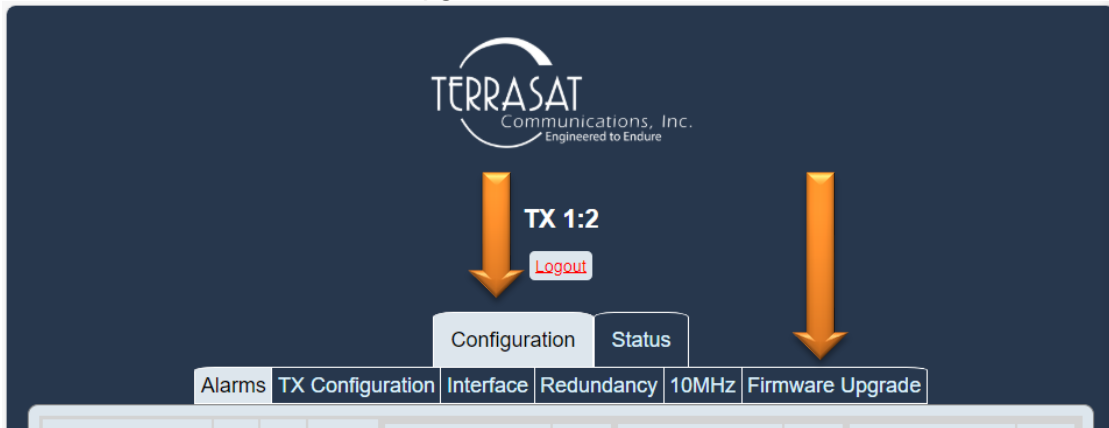 TERRASAT
Communications, Inc.
Engineered to Endure
TX 1:2
Logout
Configuration Status
Alarms TX Configuration Interface Redundancy 10MHz Firmware Upgrade